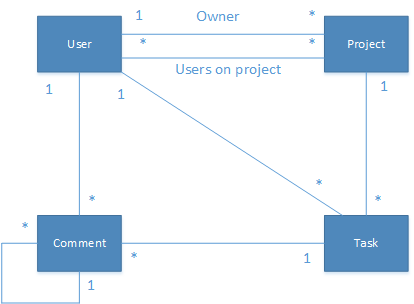 1 Owner *
User * * Project
Users on project
1 1 1
* * *
* Comment * 1 Task
1